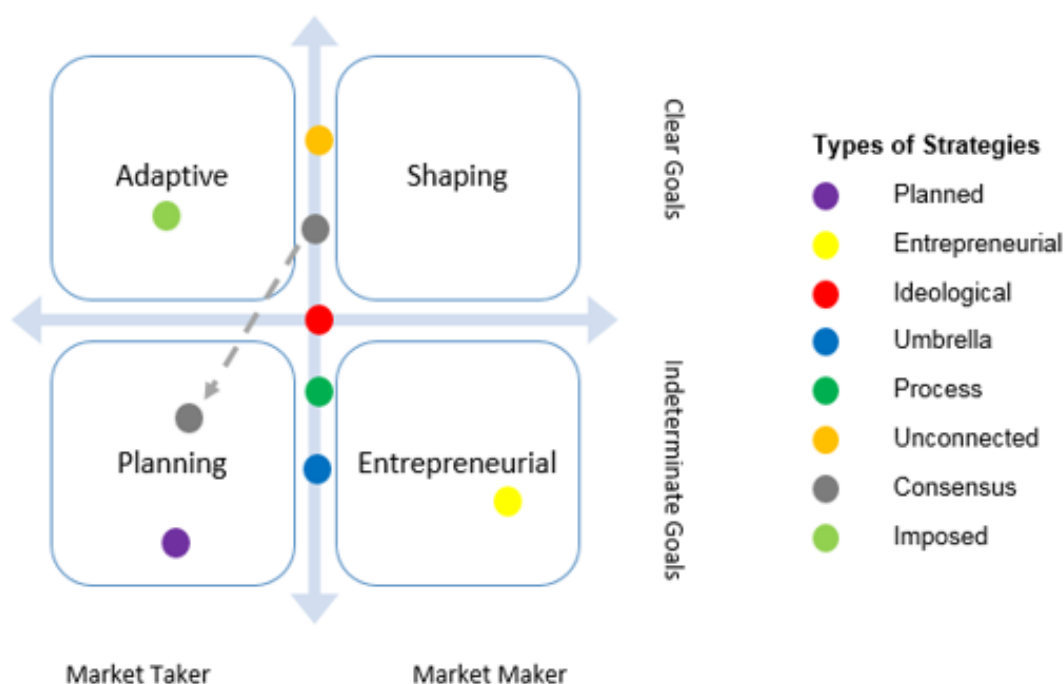 Adaptive
Shaping
Planning
Entrepreneurial
Clear Goals
Indeterminate Goals
Market Taker
Market Maker
Types of Strategies
Planned
Entrepreneurial
Ideological
Umbrella
Process
Unconnected
Consensus
Imposed